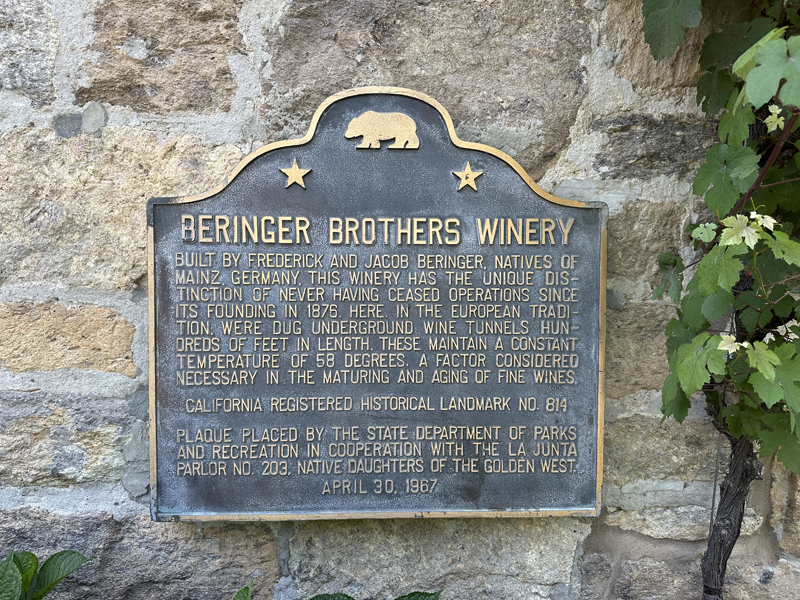 BERINGER BROTHERS WINERY
BUILT BY FREDERICK AND JACOB BERINGER, NATIVES OF
MAINZ, GERMANY, THIS WINERY HAS THE UNIQUE DIS-
TINCTION OF NEVER HAVING CEASED OPERATIONS SINCE
ITS FOUNDING IN 1876. HERE, IN THE EUROPEAN TRADI-
TION, WERE DUG UNDERGROUND WINE TUNNELS HUN-
DREDS OF FEET IN LENGTH. THESE MAINTAIN A CONSTANT
TEMPERATURE OF 58 DEGREES, A FACTOR CONSIDERED
NECESSARY IN THE MATURING AND AGING OF FINE WINES.
CALIFORNIA REGISTERED HISTORICAL LANDMARK NO. 814
PLAQUE PLACED BY THE STATE DEPARTMENT OF PARKS
AND RECREATION IN COOPERATION WITH THE LA JUNTA
PARLOR NO. 203, NATIVE DAUGHTERS OF THE GOLDEN WEST.
APRIL 30, 1967